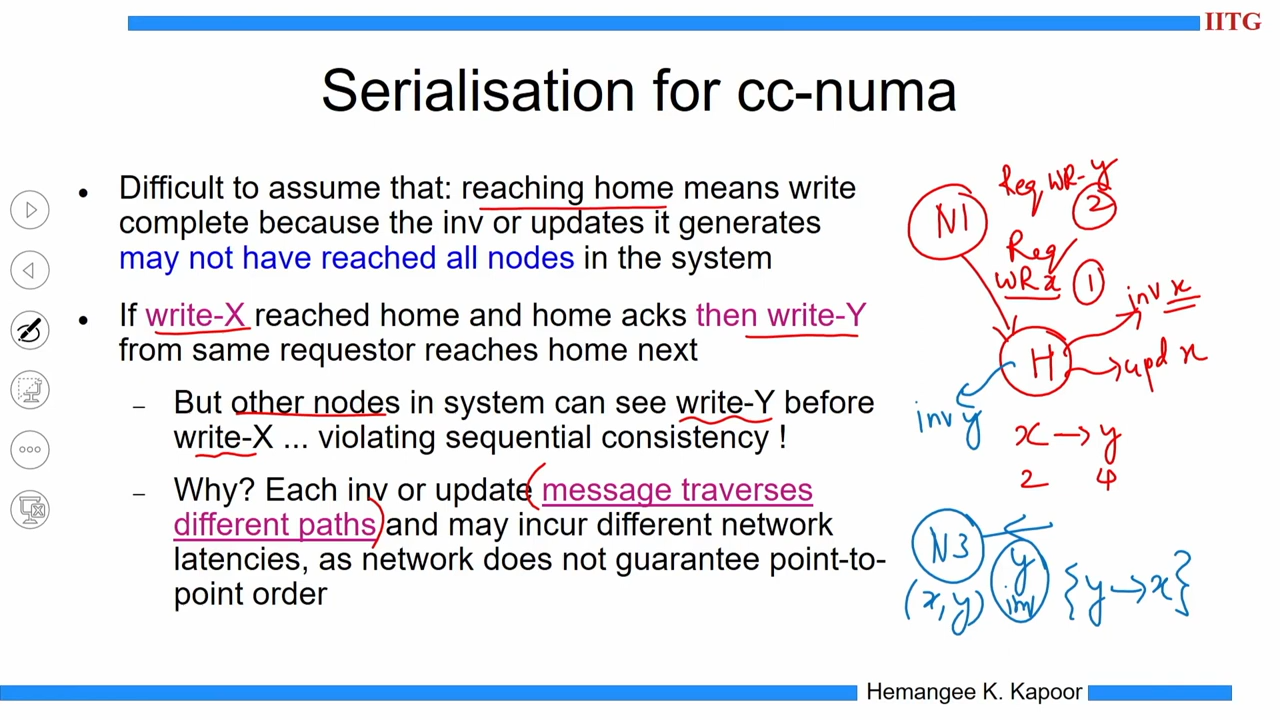 IITG
Serialisation for cc-numa
• Difficult to assume that: reaching home means write
complete because the inv or updates it generates
may not have reached all nodes in the system
• If write-X reached home and home acks then write-Y
from same requestor reaches home next
– But other nodes in system can see write-Y before
write-X ... violating sequential consistency !
– Why? Each inv or update message traverses
different paths and may incur different network
latencies, as network does not guarantee point-to-
point order
Req WR-y
2
N1
Req
WR x 1
inv x
H
upd x
inv y
x → y
2 4
N3
y
inv
(x, y)
{y → x}
Hemangee K. Kapoor